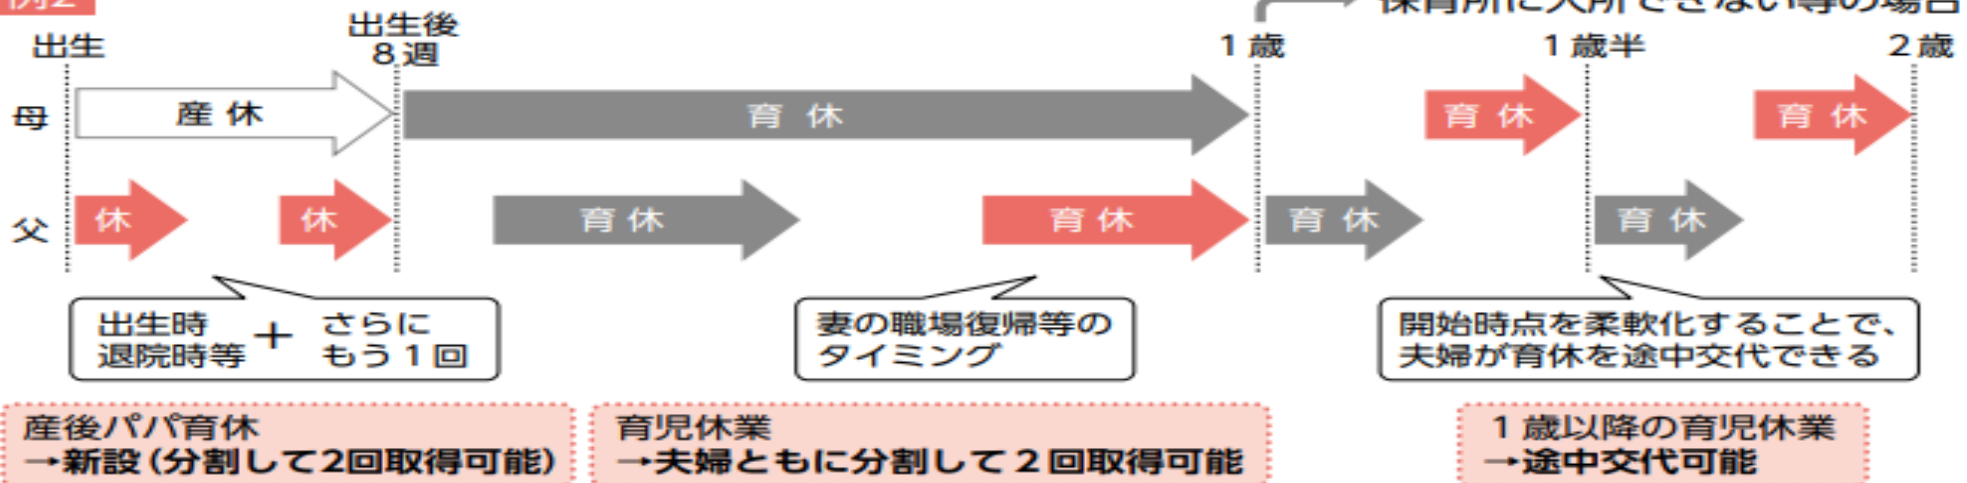 例2
保育所に入所できない等の場合
出生
出生後
8週
1歳
1歳半
2歳
母
産休
育休
育休
育休
父
休
休
育休
育休
育休
育休
出生時
退院時等
+
さらに
もう1回
妻の職場復帰等の
タイミング
開始時点を柔軟化することで、
夫婦が育休を途中交代できる
産後パパ育休
→新設(分割して2回取得可能)
育児休業
→夫婦ともに分割して2回取得可能
1歳以降の育児休業
→途中交代可能